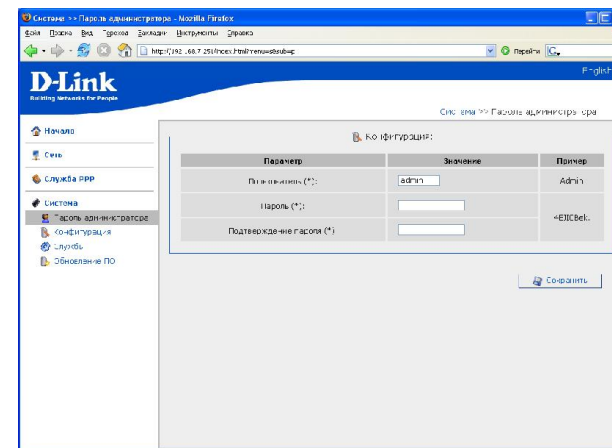 Система >> Пароль администратора - Mozilla Firefox
Файл Правка Вид Переход Закладки Инструменты Справка
Перейти
D-Link
Building Networks for People
English
Система >> Пароль администратора
Начало
Сеть
Служба PPP
Система
Пароль администратора
Конфигурация
Службы
Обновление ПО
Конфигурация:
Параметр Значение Пример
Пользователь (*): admin Admin
Пароль (*):
Подтверждение пароля (*)
Сохранить